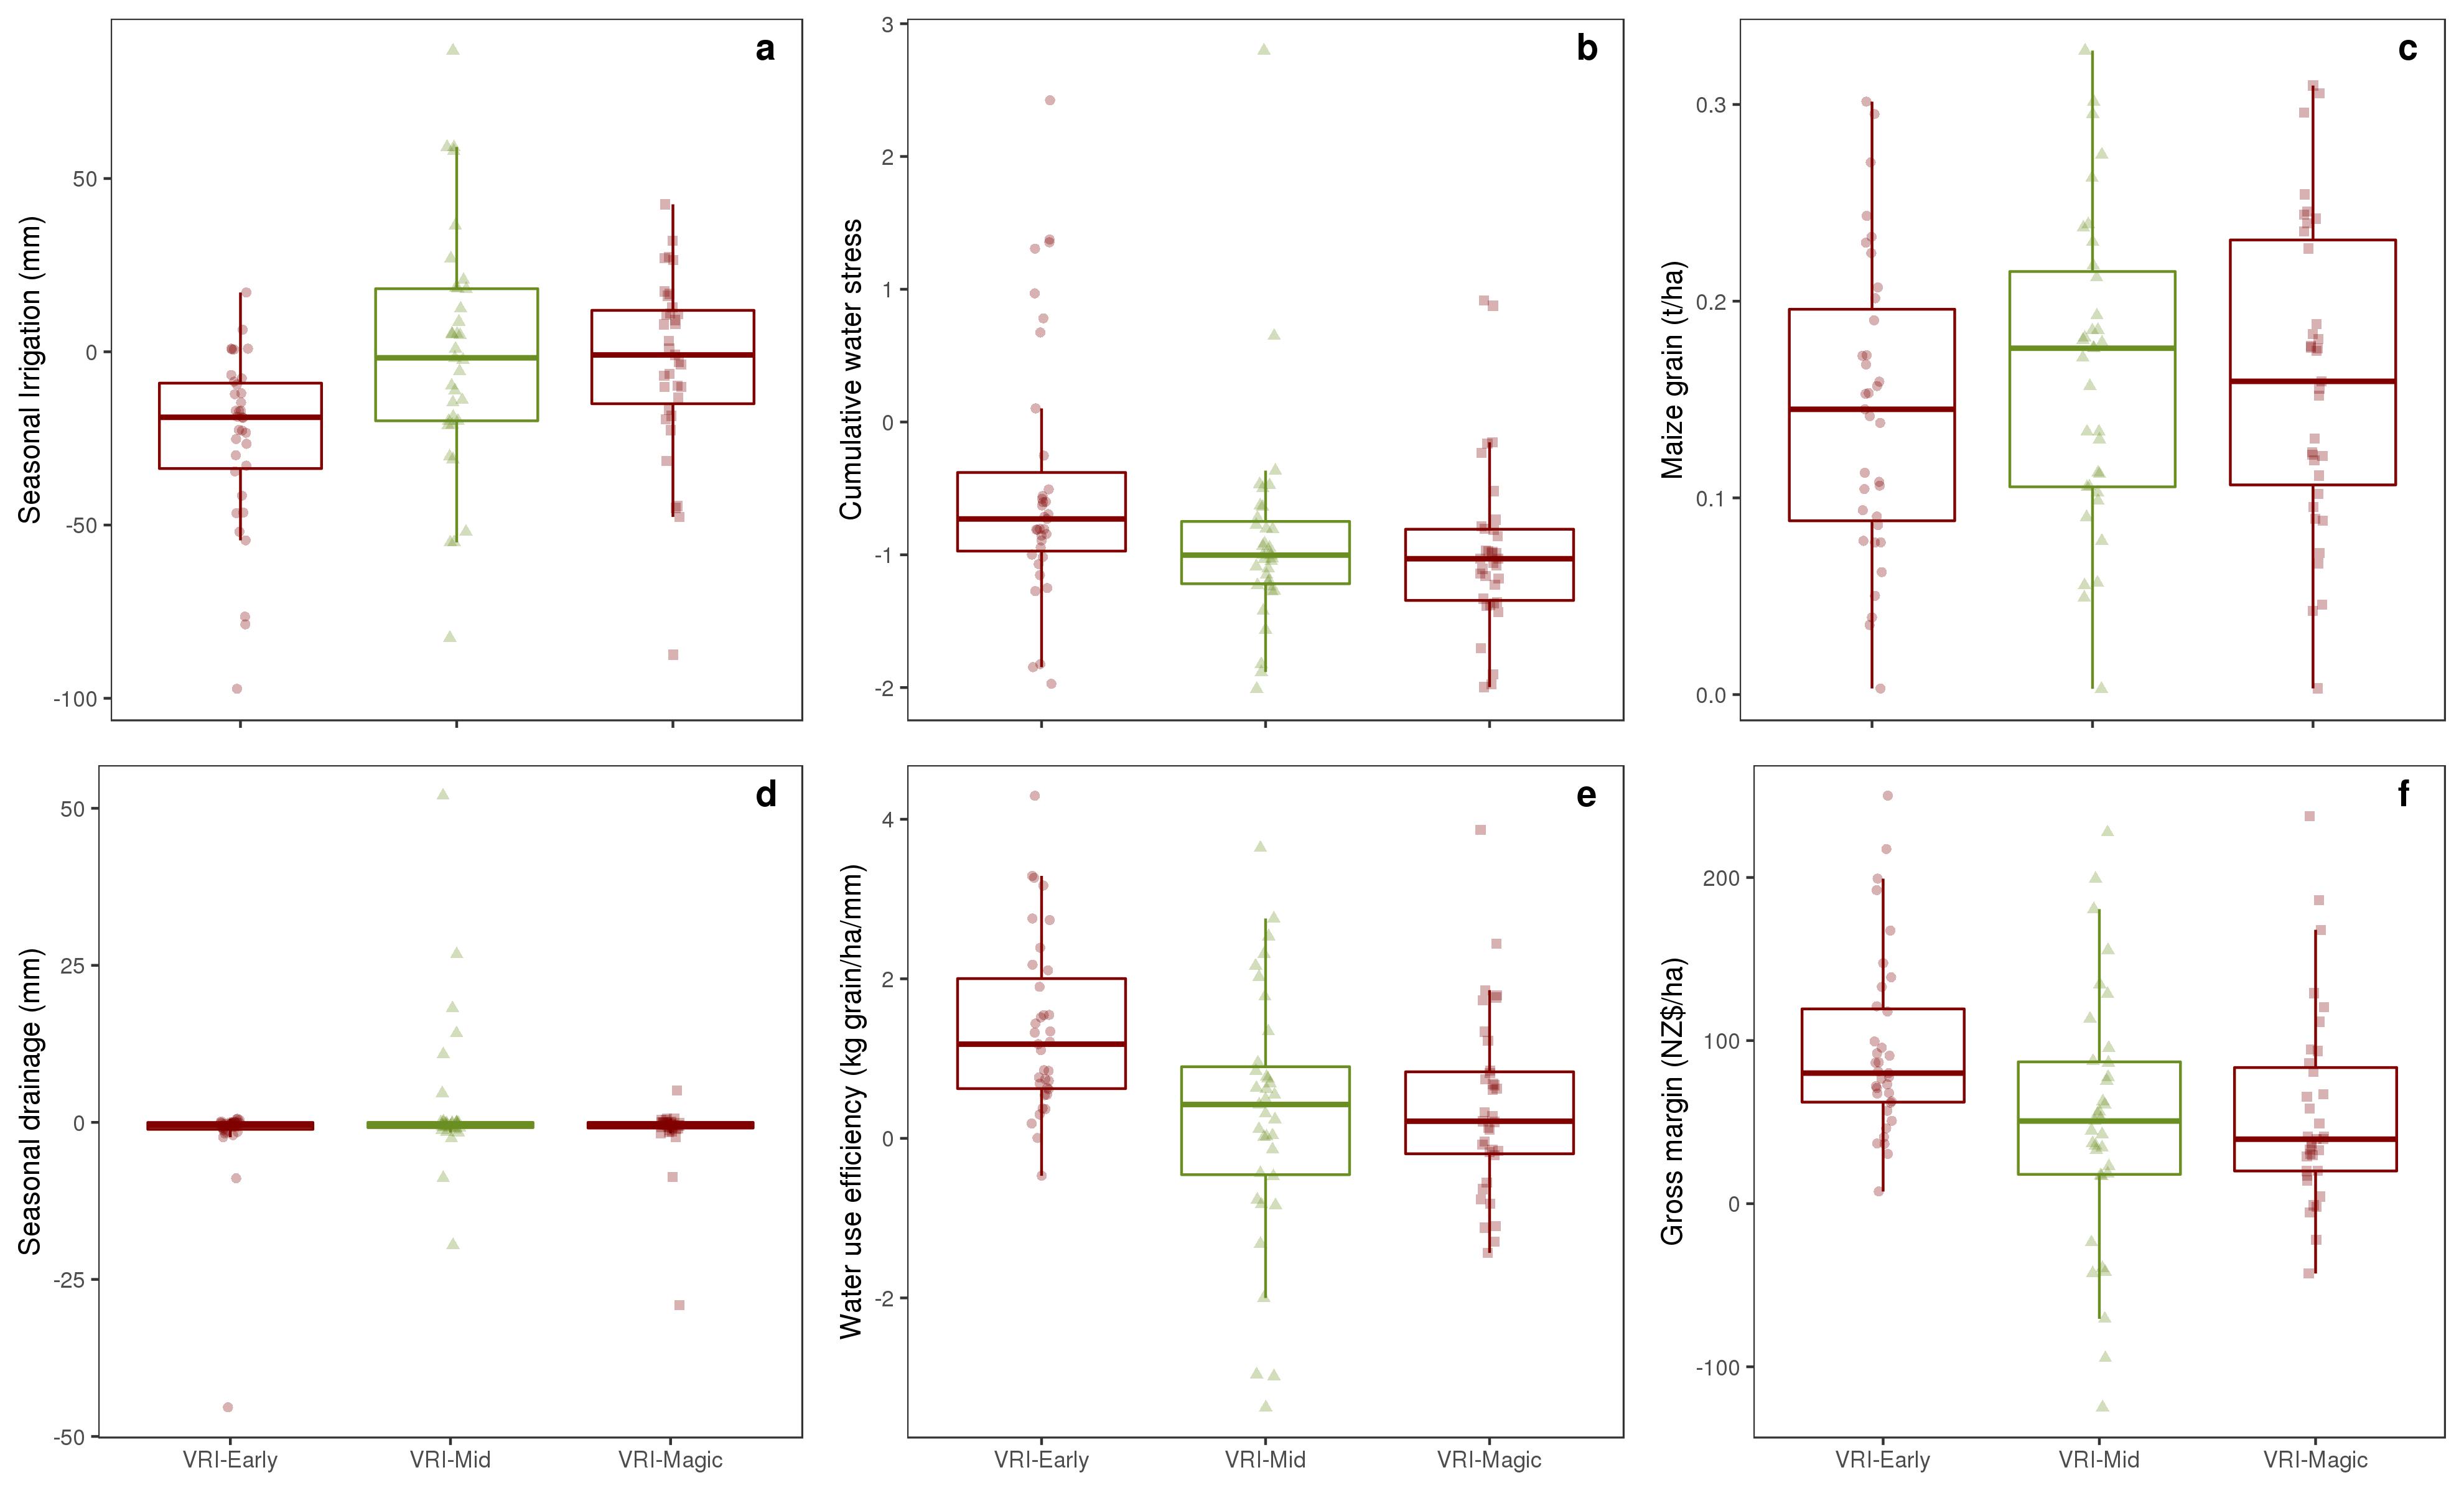 a
Seasonal Irrigation (mm)
50
0
-50
-100
b
Cumulative water stress
3
2
1
0
-1
-2
c
Maize grain (t/ha)
0.3
0.2
0.1
0.0
d
Seasonal drainage (mm)
50
25
0
-25
-50
VRI-Early VRI-Mid VRI-Magic
e
Water use efficiency (kg grain/ha/mm)
4
2
0
-2
VRI-Early VRI-Mid VRI-Magic
f
Gross margin (NZ$/ha)
200
100
0
-100
VRI-Early VRI-Mid VRI-Magic